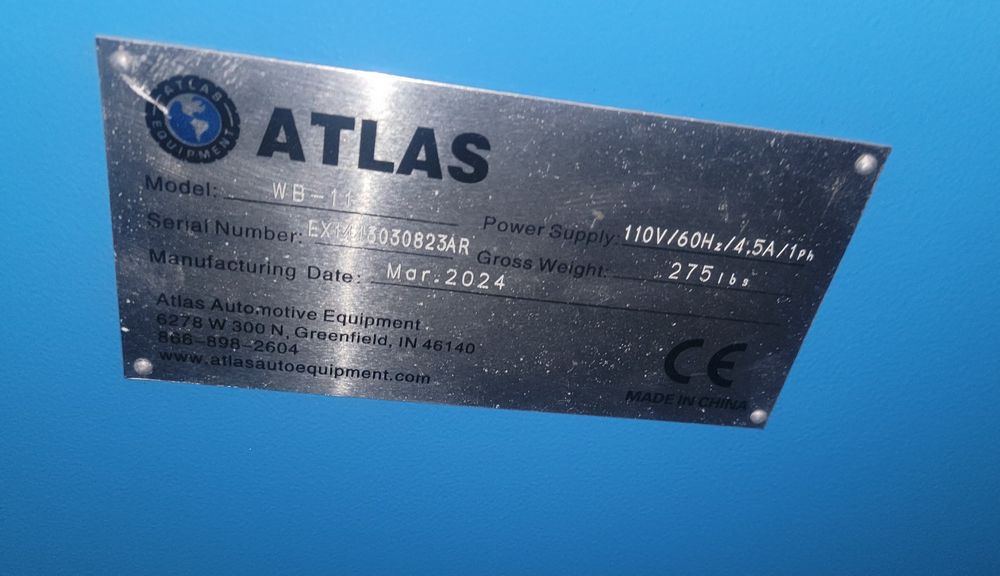 ATLAS EQUIPMENT
ATLAS
Model: WB-11
Serial Number:
Power Supply: 110V/60Hz/4.5A/1Ph
Manufacturing Date: Mar.2024
Gross Weight: 275lbs
Atlas Automotive Equipment
6278 W 300 N, Greenfield, IN 46140
866-898-2604
www.atlasautoequipment.com
CE
MADE IN CHINA